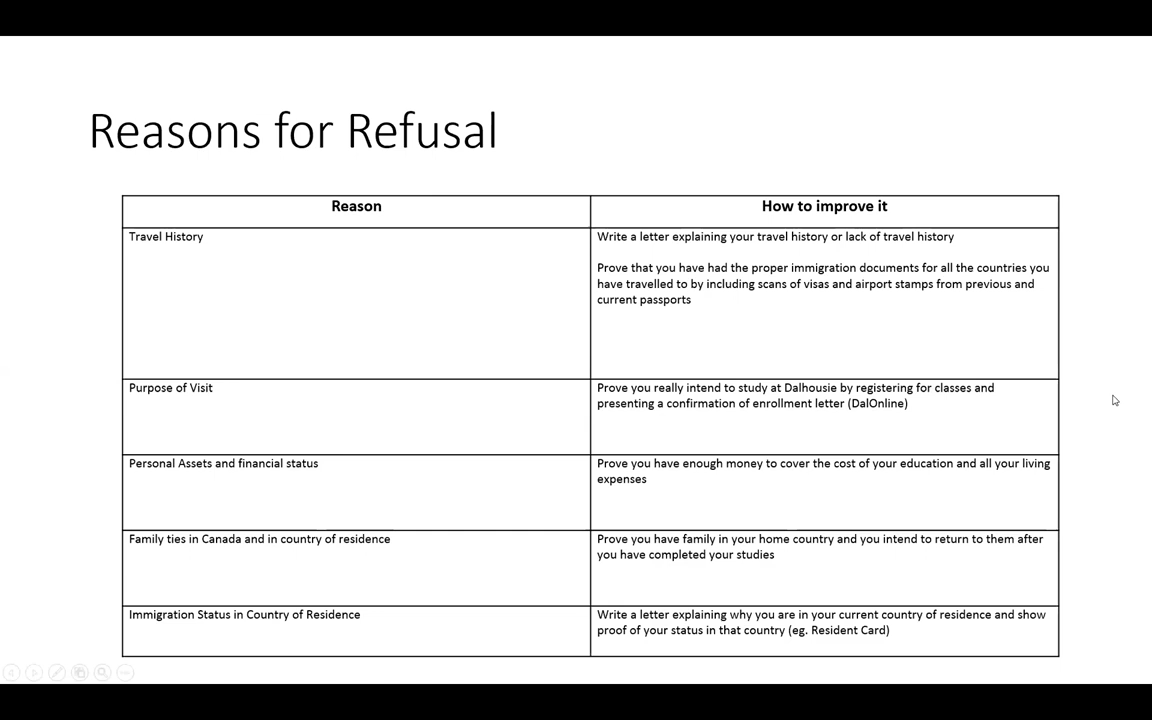 Reasons for Refusal
Reason
How to improve it
Travel History
Write a letter explaining your travel history or lack of travel history
Prove that you have had the proper immigration documents for all the countries you
have travelled to by including scans of visas and airport stamps from previous and
current passports
Purpose of Visit
Prove you really intend to study at Dalhousie by registering for classes and
presenting a confirmation of enrollment letter (DalOnline)
Personal Assets and financial status
Prove you have enough money to cover the cost of your education and all your living
expenses
Family ties in Canada and in country of residence
Prove you have family in your home country and you intend to return to them after
you have completed your studies
Immigration Status in Country of Residence
Write a letter explaining why you are in your current country of residence and show
proof of your status in that country (eg. Resident Card)